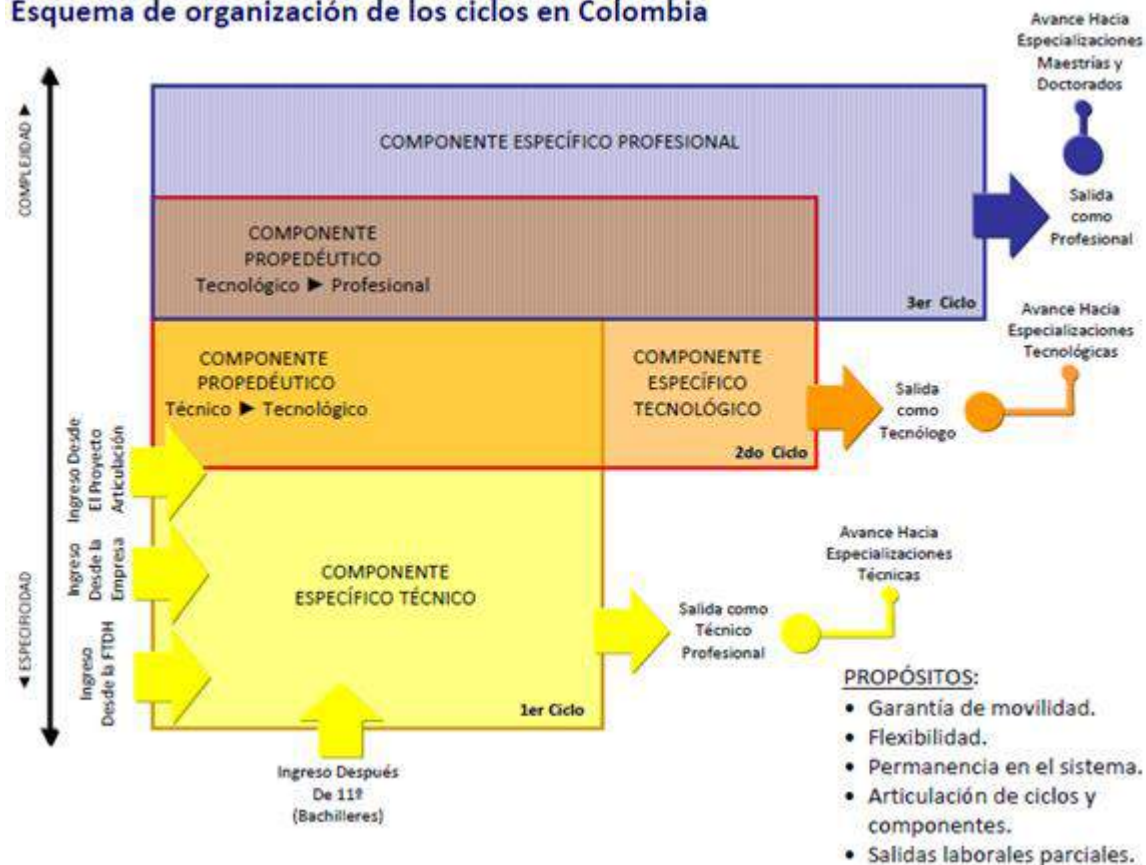 Esquema de organización de los ciclos en Colombia
Avance Hacia
Especializaciones
Maestrías y
Doctorados
COMPLEJIDAD ►
COMPONENTE ESPECÍFICO PROFESIONAL
Salida
como
Profesional
COMPONENTE
PROPEDÉUTICO
Tecnológico ► Profesional
3er Ciclo
Avance Hacia
Especializaciones
Tecnológicas
COMPONENTE
PROPEDÉUTICO
Técnico ► Tecnológico
COMPONENTE
ESPECÍFICO
TECNOLÓGICO
2do Ciclo
Salida
como
Tecnólogo
Ingreso Desde
El Proyecto
Articulación
Ingreso
Desde la
Empresa
Ingreso
Desde la FTDH
◄ ESPECIFICIDAD
COMPONENTE
ESPECÍFICO TÉCNICO
1er Ciclo
Avance Hacia
Especializaciones
Técnicas
Salida como
Técnico
Profesional
Ingreso Después
De 11º
(Bachilleres)
PROPÓSITOS:
• Garantía de movilidad.
• Flexibilidad.
• Permanencia en el sistema.
• Articulación de ciclos y
componentes.
• Salidas laborales parciales.